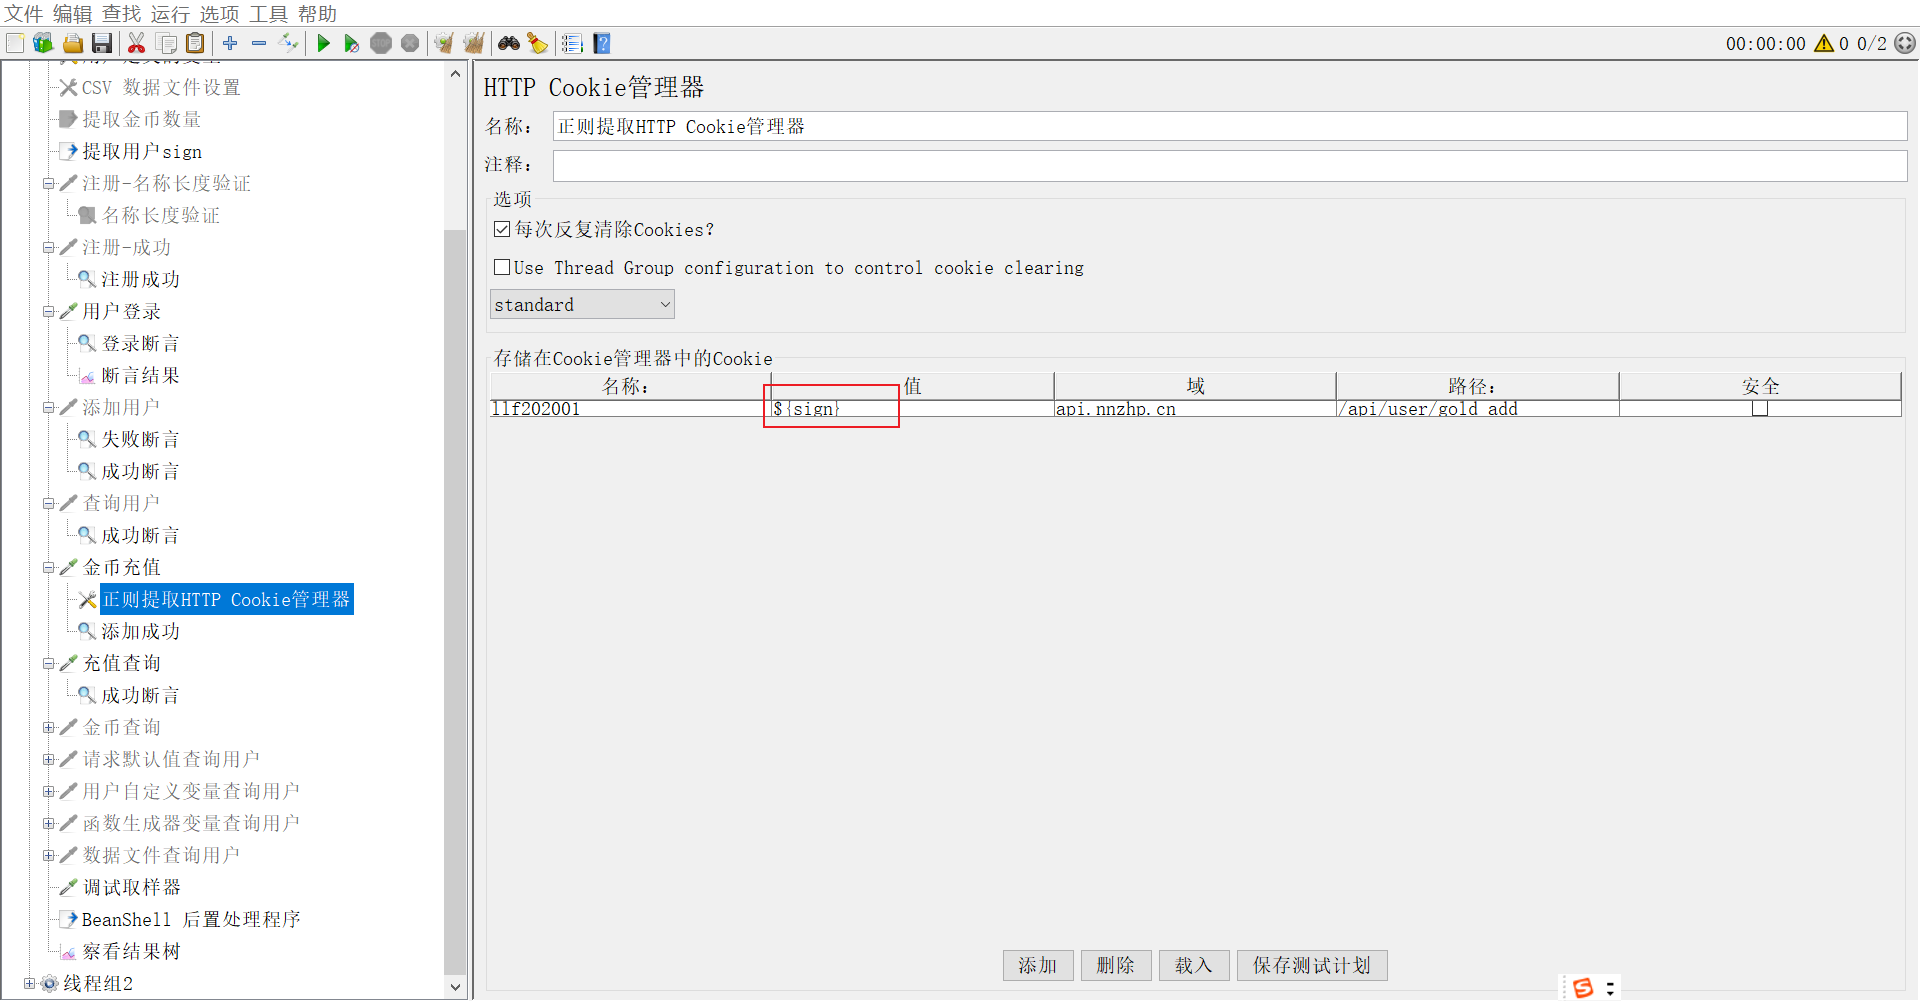 文件 编辑 查找 运行 选项 工具 帮助
00:00:00 0 0/2
CSV 数据文件设置
提取金币数量
提取用户sign
注册-名称长度验证
名称长度验证
注册-成功
注册成功
用户登录
登录断言
断言结果
添加用户
失败断言
成功断言
查询用户
成功断言
金币充值
正则提取HTTP Cookie管理器
添加成功
充值查询
成功断言
金币查询
请求默认值查询用户
用户自定义变量查询用户
函数生成器变量查询用户
数据文件查询用户
调试取样器
BeanShell 后置处理程序
察看结果树
线程组2
HTTP Cookie管理器
名称： 正则提取HTTP Cookie管理器
注释：
选项
每次反复清除Cookies?
Use Thread Group configuration to control cookie clearing
standard
存储在Cookie管理器中的Cookie
名称： 值 域 路径： 安全
llf202001 ${sign} api.nnzhp.cn /api/user/gold_add
添加 删除 载入 保存测试计划